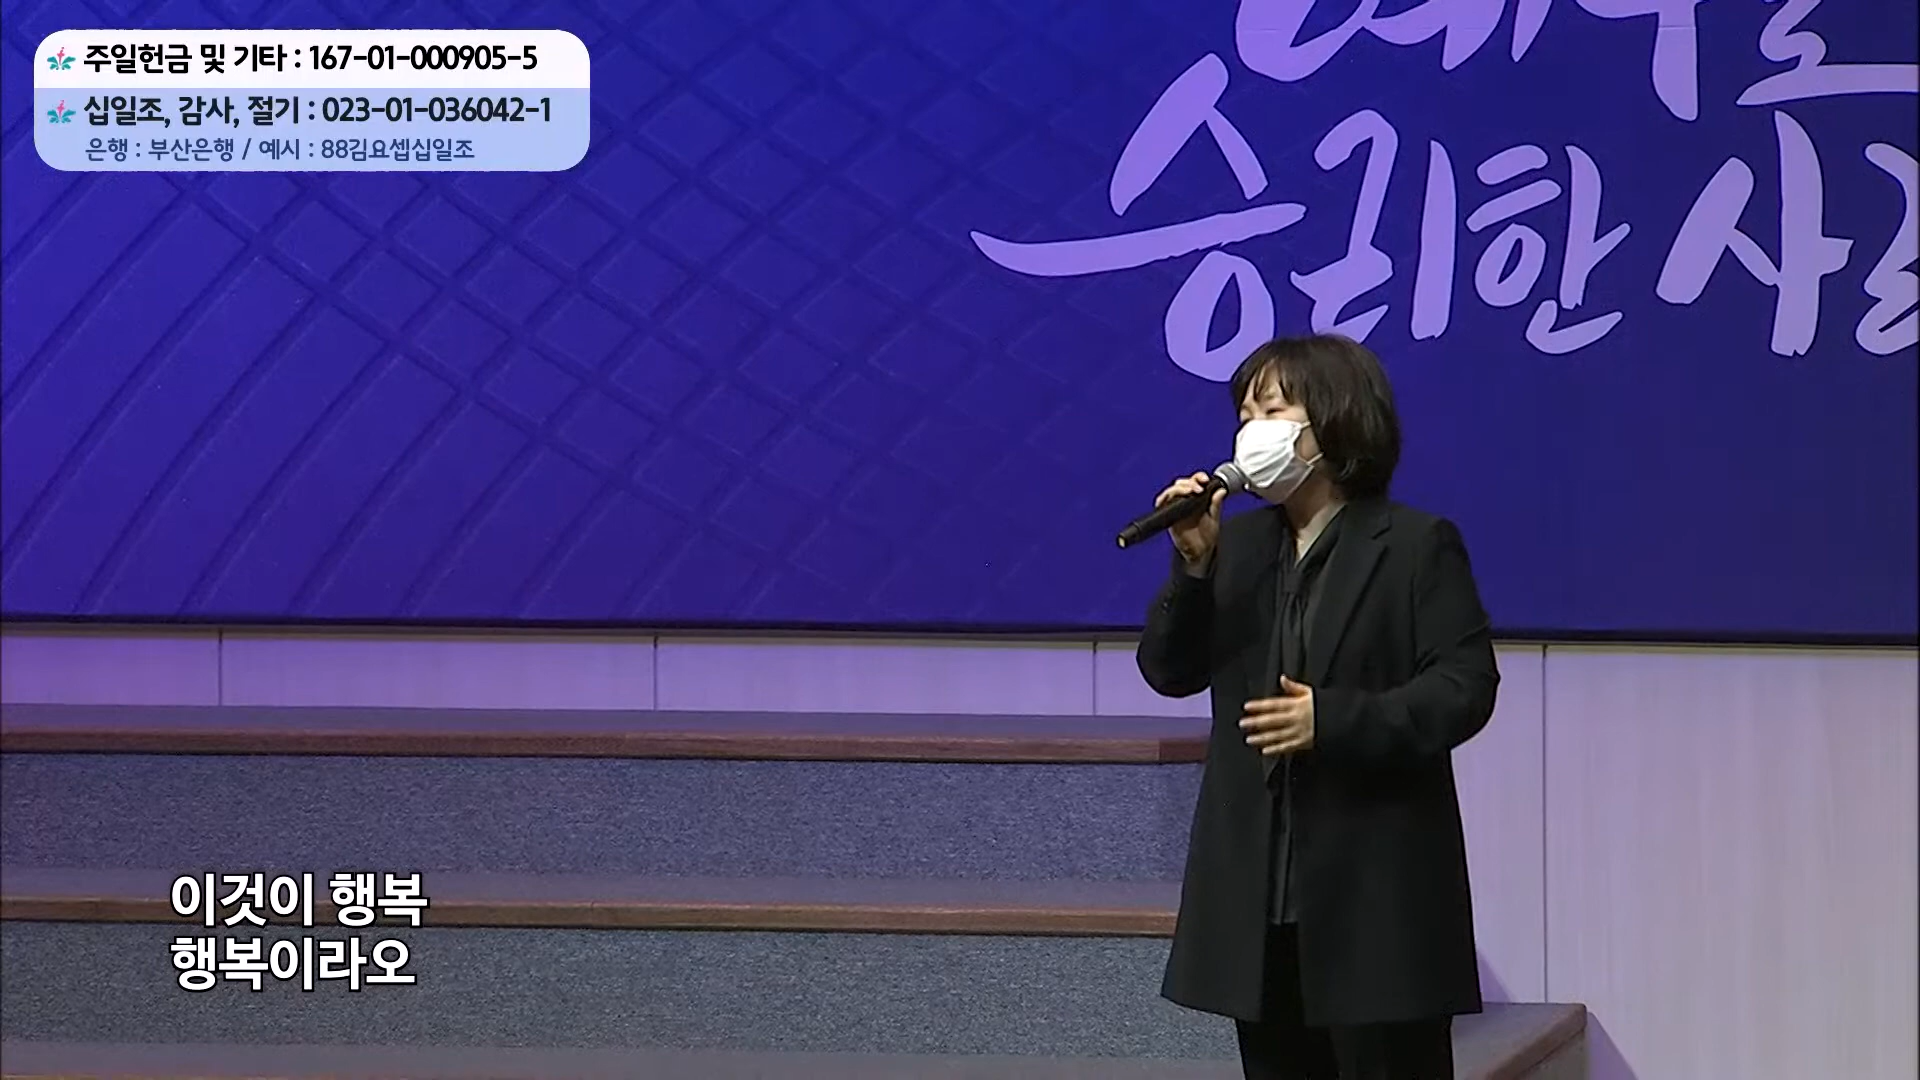 주일헌금 및 기타 : 167-01-000905-5
십일조, 감사, 절기 : 023-01-036042-1
은행 : 부산은행 / 예시 : 88김요셉십일조
승리한
이것이 행복
행복이라오